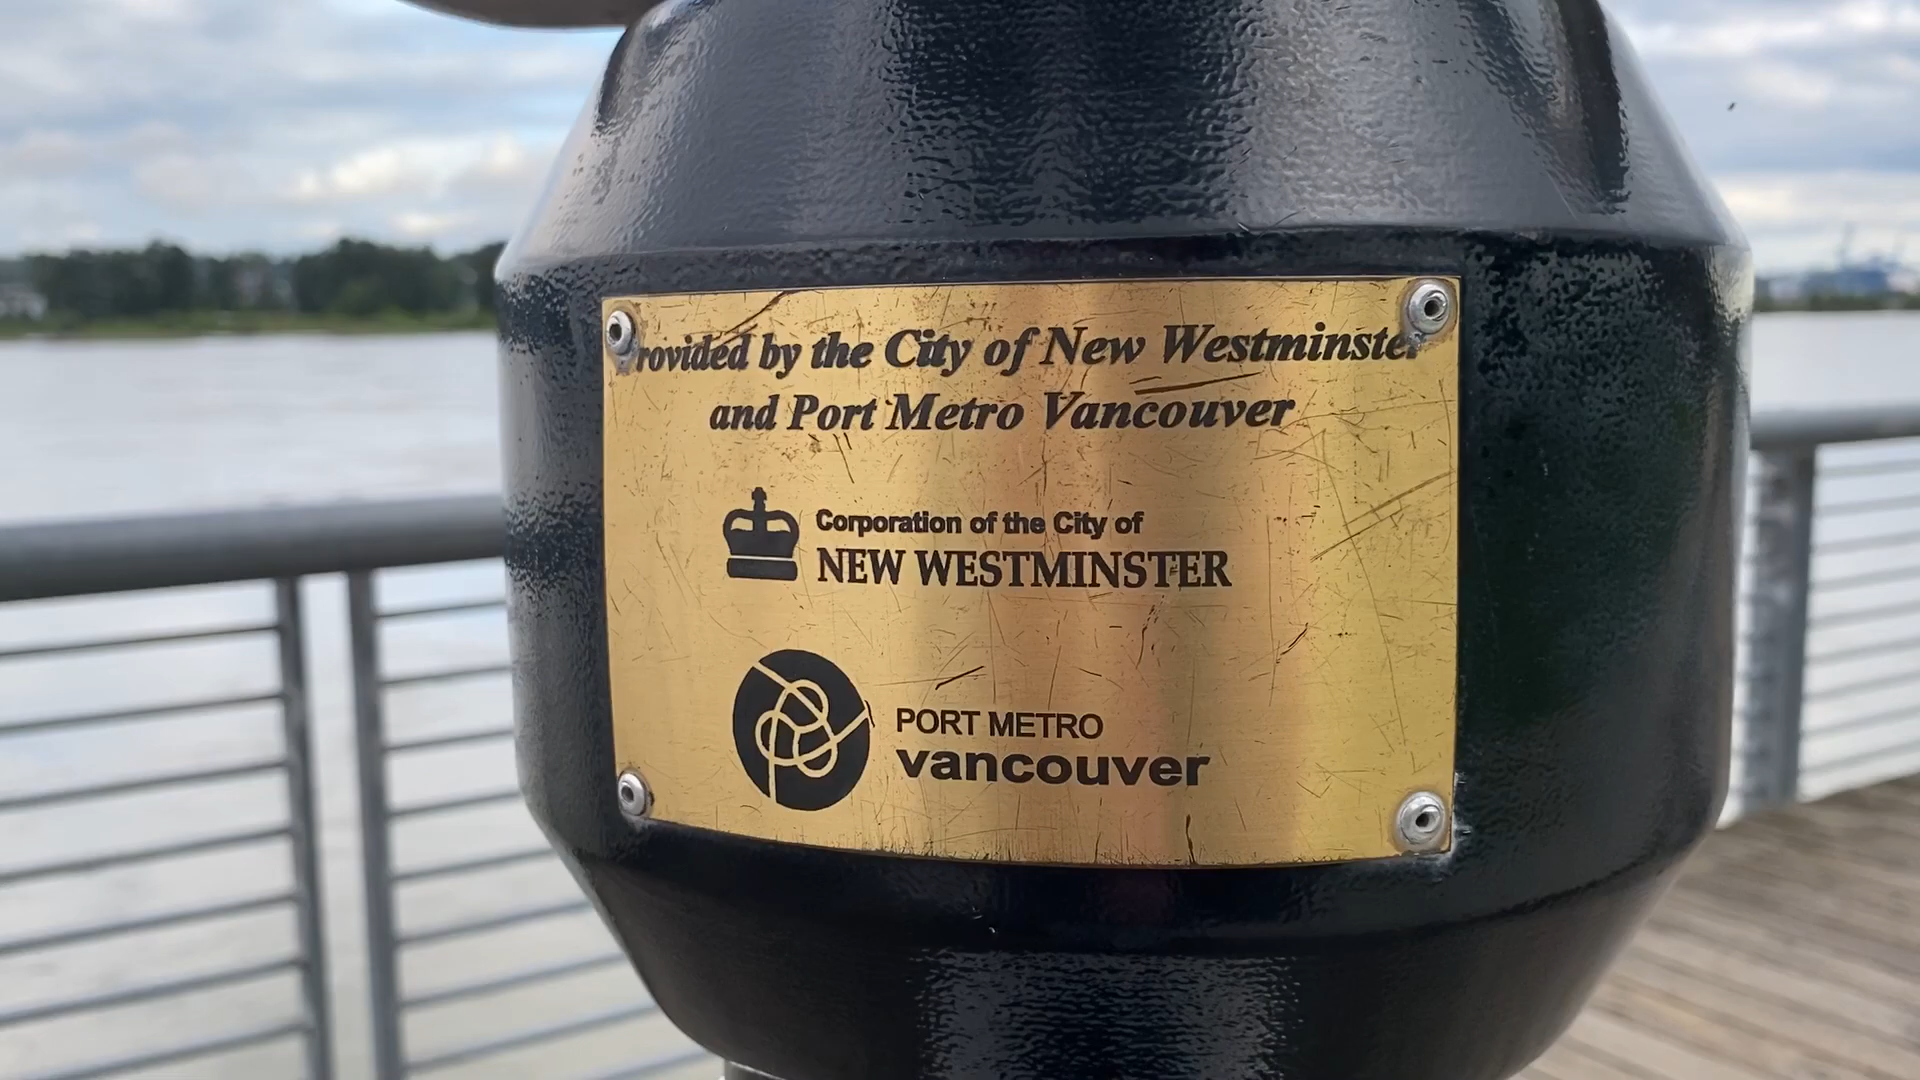 Provided by the City of New Westminster
and Port Metro Vancouver
Corporation of the City of
NEW WESTMINSTER
PORT METRO
vancouver